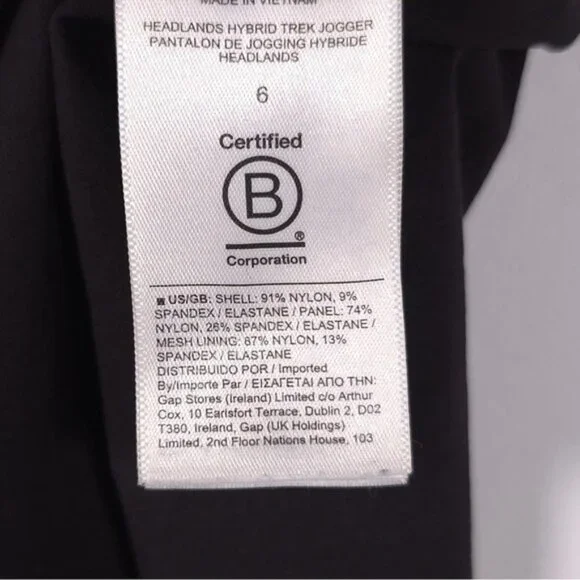 MADE IN VIETNAM
HEADLANDS HYBRID TREK JOGGER
PANTALON DE JOGGING HYBRIDE
HEADLANDS
6
Certified
B
®
Corporation
■ US/GB: SHELL: 91% NYLON, 9%
SPANDEX / ELASTANE / PANEL: 74%
NYLON, 26% SPANDEX / ELASTANE /
MESH LINING: 87% NYLON, 13%
SPANDEX / ELASTANE
DISTRIBUIDO POR / Imported
By/Importe Par / ΕΙΣΑΓΕΤΑΙ ΑΠΟ ΤΗΝ:
Gap Stores (Ireland) Limited c/o Arthur
Cox, 10 Earlsfort Terrace, Dublin 2, D02
T380, Ireland, Gap (UK Holdings)
Limited, 2nd Floor Nations House, 103